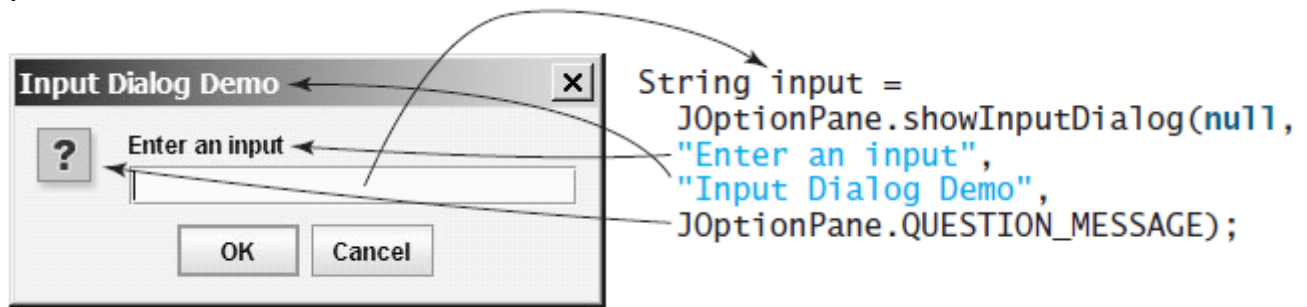 Input Dialog Demo
?
Enter an input
OK Cancel
String input =
JOptionPane.showInputDialog(null,
"Enter an input",
"Input Dialog Demo",
JOptionPane.QUESTION_MESSAGE);